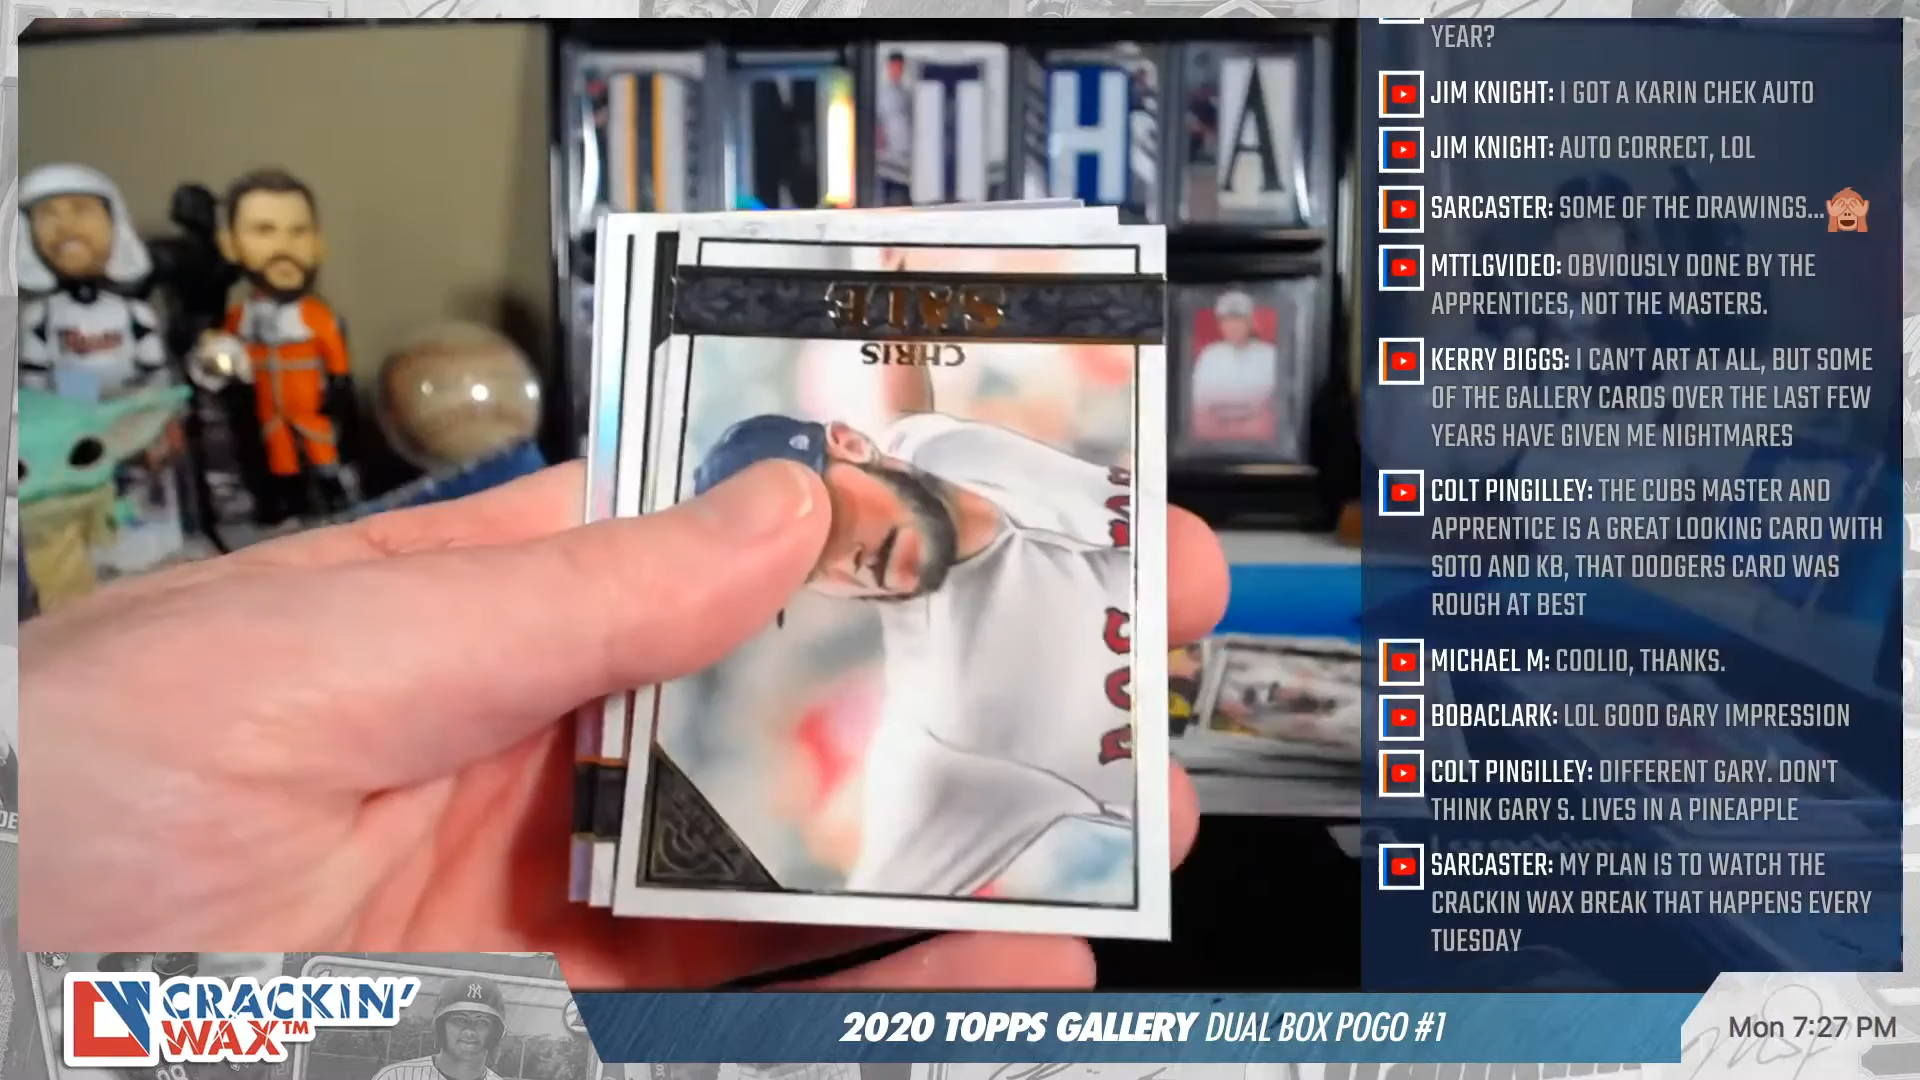 YEAR?
JIM KNIGHT: I GOT A KARIN CHEK AUTO
JIM KNIGHT: AUTO CORRECT, LOL
SARCASTER: SOME OF THE DRAWINGS...🙈
MTTLGVIDEO: OBVIOUSLY DONE BY THE
APPRENTICES, NOT THE MASTERS.
KERRY BIGGS: I CAN'T ART AT ALL, BUT SOME
OF THE GALLERY CARDS OVER THE LAST FEW
YEARS HAVE GIVEN ME NIGHTMARES
COLT PINGILLEY: THE CUBS MASTER AND
APPRENTICE IS A GREAT LOOKING CARD WITH
SOTO AND KB, THAT DODGERS CARD WAS
ROUGH AT BEST
MICHAEL M: COOLIO, THANKS.
BOBACLARK: LOL GOOD GARY IMPRESSION
COLT PINGILLEY: DIFFERENT GARY. DON'T
THINK GARY S. LIVES IN A PINEAPPLE
SARCASTER: MY PLAN IS TO WATCH THE
CRACKIN WAX BREAK THAT HAPPENS EVERY
TUESDAY
I N T H A
SALE
CHRIS
CRACKIN'
WAX™
2020 TOPPS GALLERY DUAL BOX POGO #1
Mon 7:27 PM